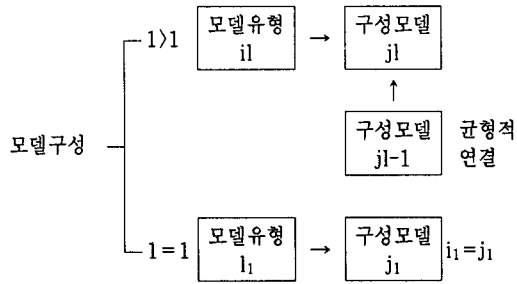 1>1 모델유형 → 구성모델
il jl
↑
구성모델 균형적
모델구성 jl-1 연결
1=1 모델유형 → 구성모델
l₁ j₁ i₁=j₁